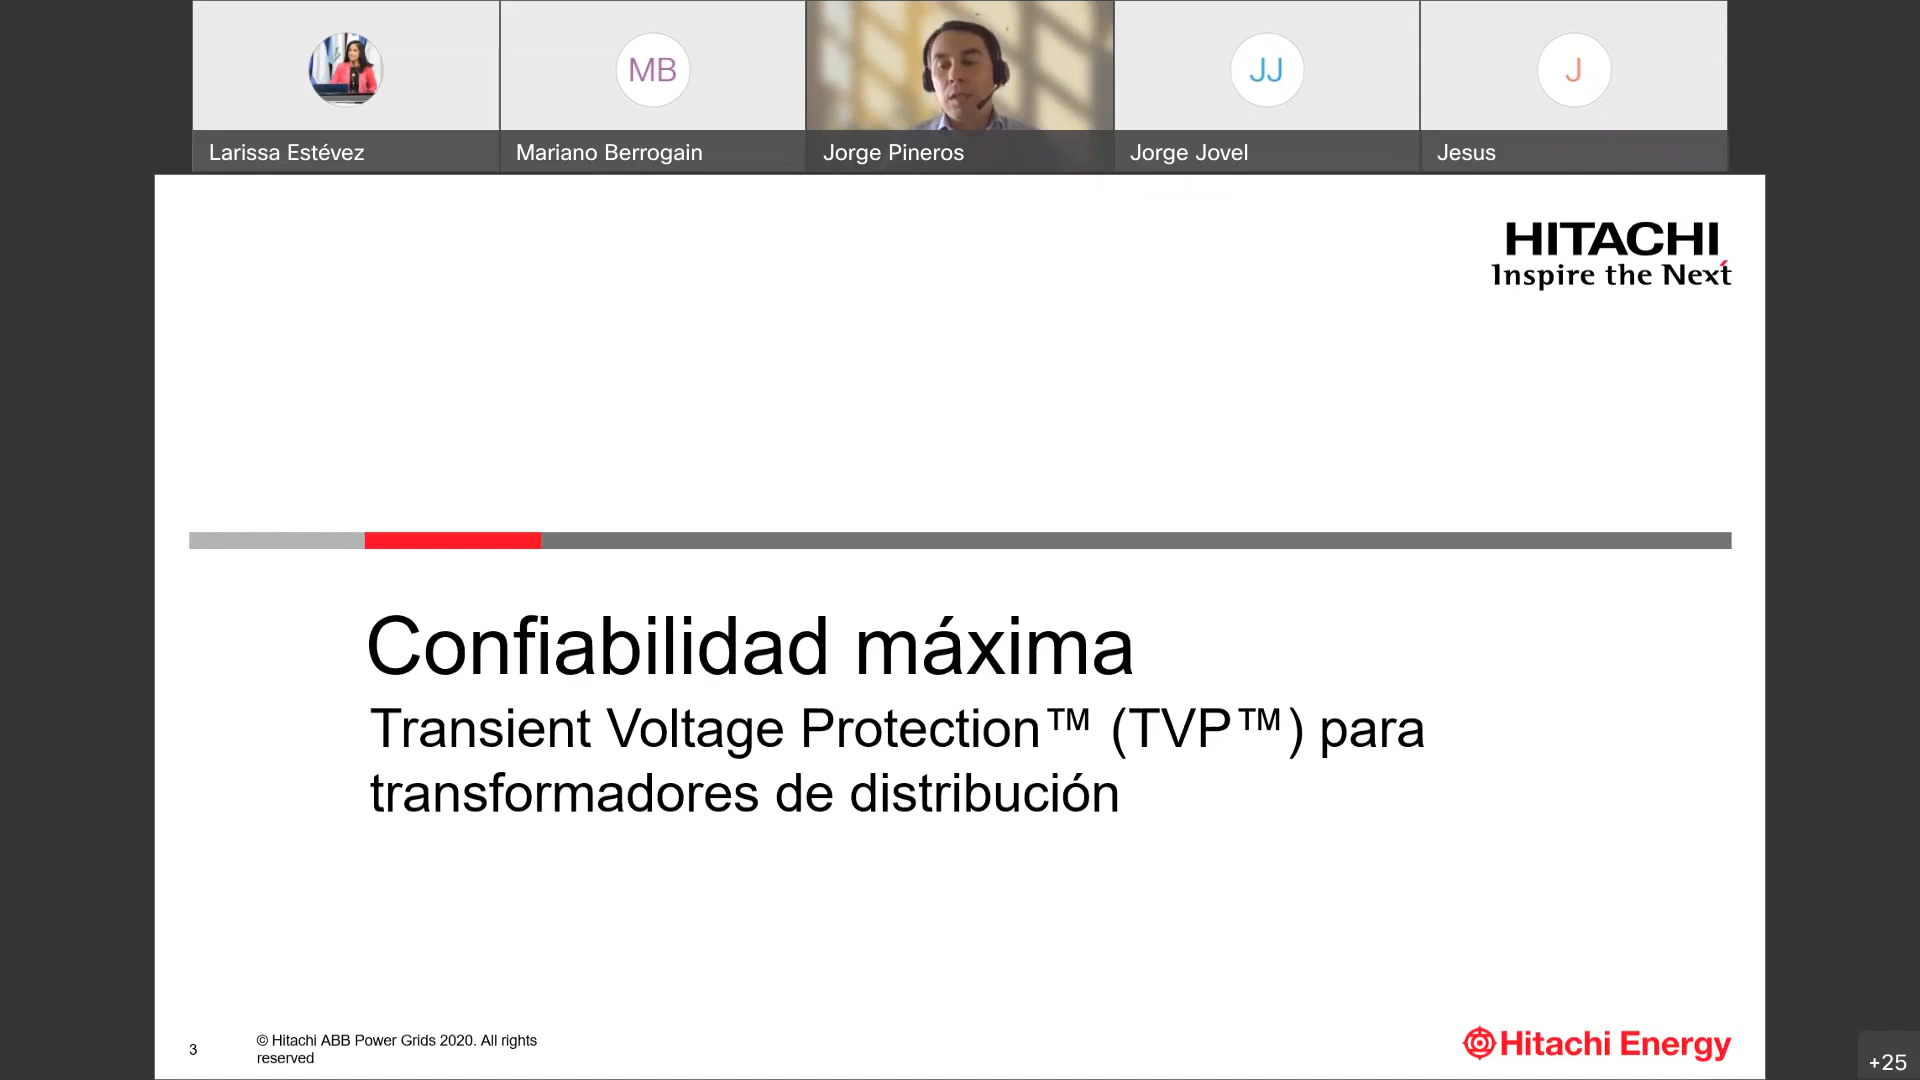 MB
JJ
J
Larissa Estévez
Mariano Berrogain
Jorge Pineros
Jorge Jovel
Jesus
HITACHI
Inspire the Next
Confiabilidad máxima
Transient Voltage Protection™ (TVP™) para
transformadores de distribución
3
© Hitachi ABB Power Grids 2020. All rights
reserved
Hitachi Energy
+25